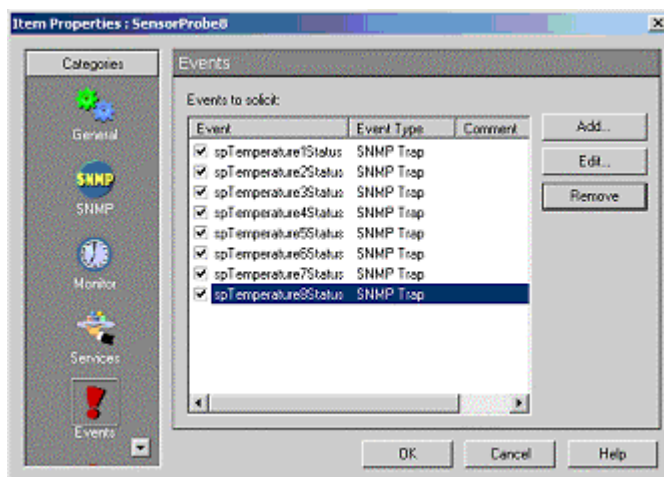 Item Properties : SensorProbe8
Categories
General
SNMP
SNMP
Monitor
Services
Events
Events
Events to solicit:
Event Event Type Comment
spTemperature1Status SNMP Trap
spTemperature2Status SNMP Trap
spTemperature3Status SNMP Trap
spTemperature4Status SNMP Trap
spTemperature5Status SNMP Trap
spTemperature6Status SNMP Trap
spTemperature7Status SNMP Trap
spTemperature8Status SNMP Trap
Add...
Edit...
Remove
OK Cancel Help